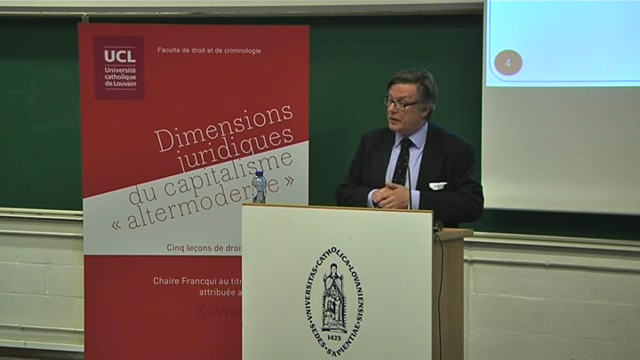 UCL
Université
catholique
de Louvain
Faculté de droit et de criminologie
Dimensions
juridiques
du capitalisme
« altermoderne »
Cinq leçons de droit
Chaire Francqui au tit
attribuée a
4
UNIVERSITAS • CATHOLICA • LOVANIENSIS
SEDES • SAPIENTIAE
1425